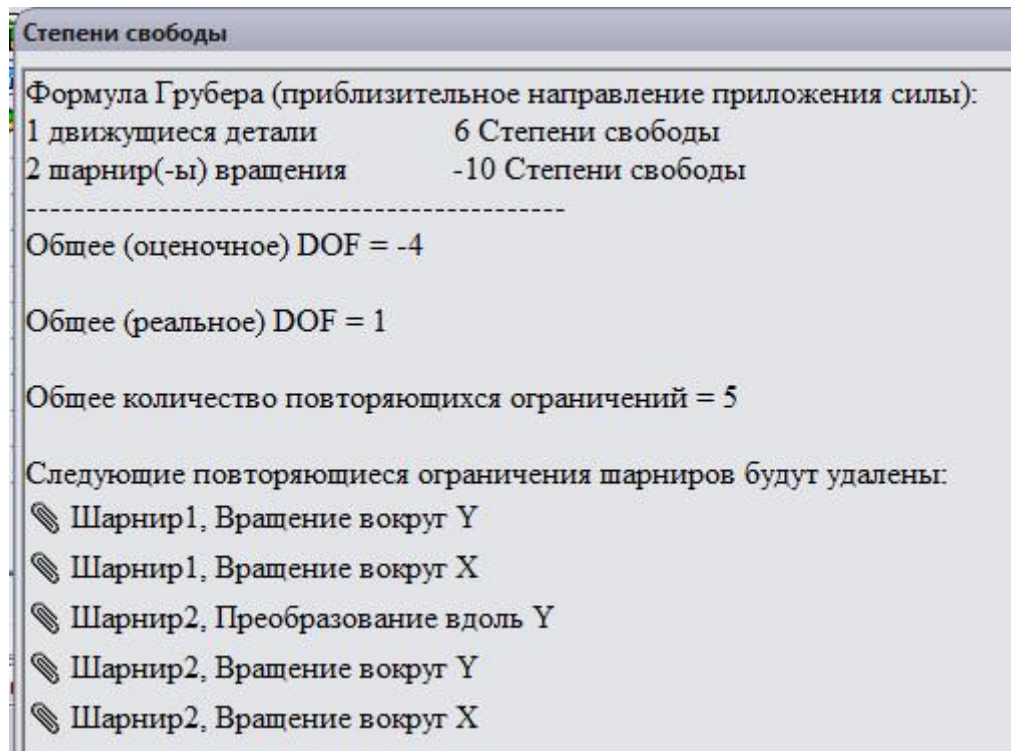 Степени свободы
Формула Грубера (приблизительное направление приложения силы):
1 движущиеся детали 6 Степени свободы
2 шарнир(-ы) вращения -10 Степени свободы
---------------------------------------------
Общее (оценочное) DOF = -4
Общее (реальное) DOF = 1
Общее количество повторяющихся ограничений = 5
Следующие повторяющиеся ограничения шарниров будут удалены:
Шарнир1, Вращение вокруг Y
Шарнир1, Вращение вокруг X
Шарнир2, Преобразование вдоль Y
Шарнир2, Вращение вокруг Y
Шарнир2, Вращение вокруг X